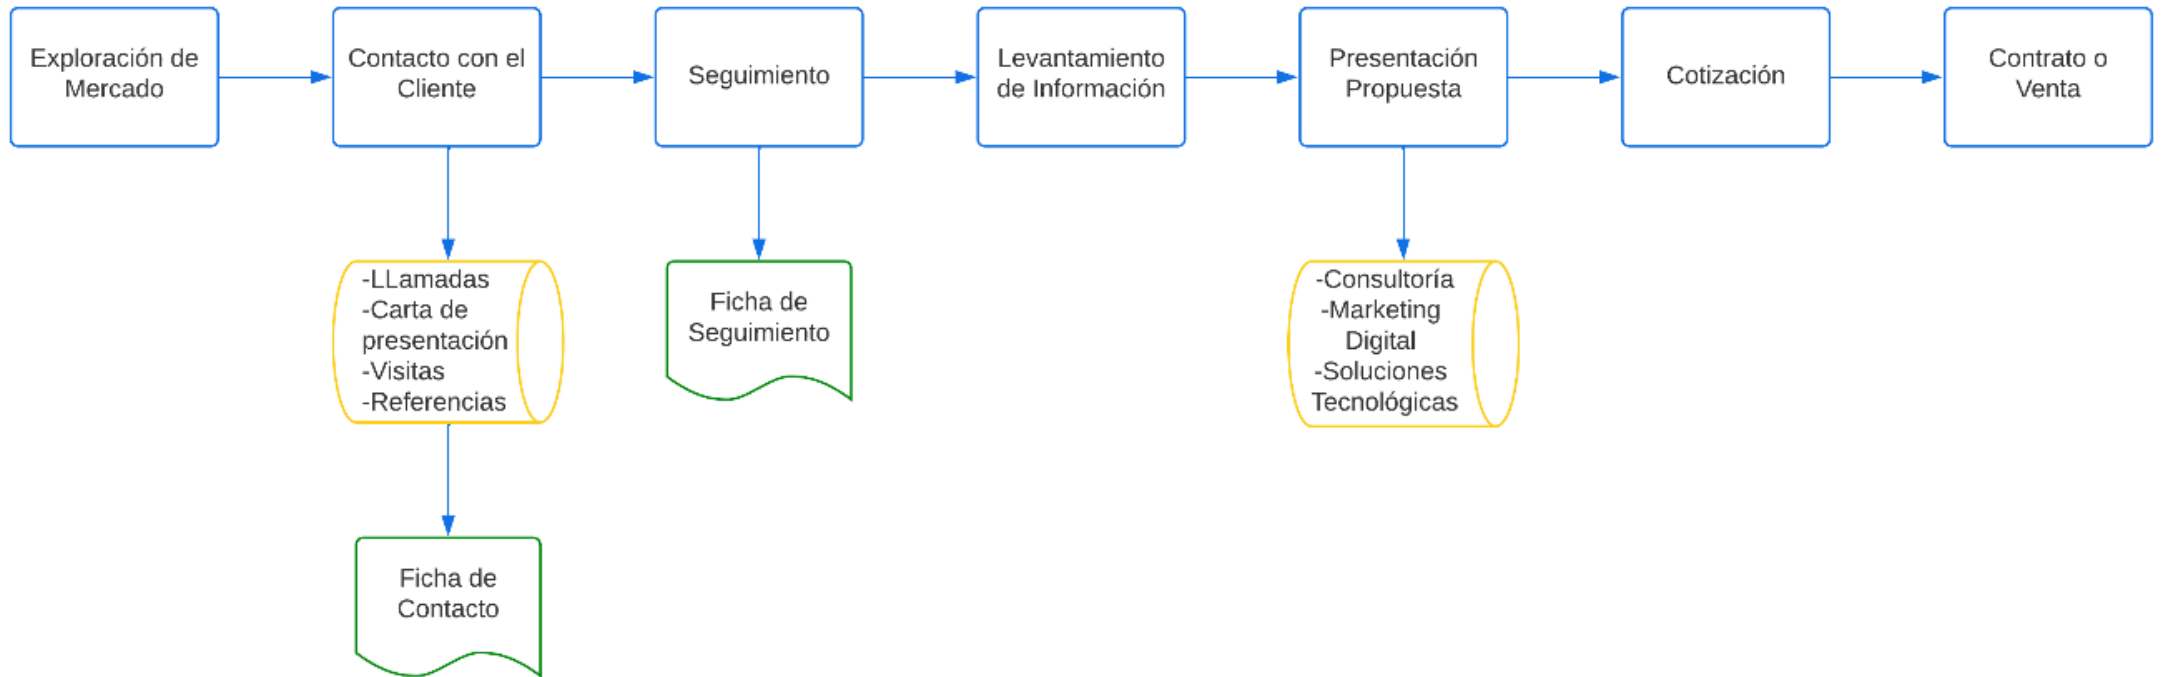 Exploración de
Mercado
Contacto con el
Cliente
Seguimiento
Levantamiento
de Información
Presentación
Propuesta
Cotización
Contrato o
Venta
-LLamadas
-Carta de
presentación
-Visitas
-Referencias
Ficha de
Seguimiento
-Consultoría
-Marketing
Digital
-Soluciones
Tecnológicas
Ficha de
Contacto